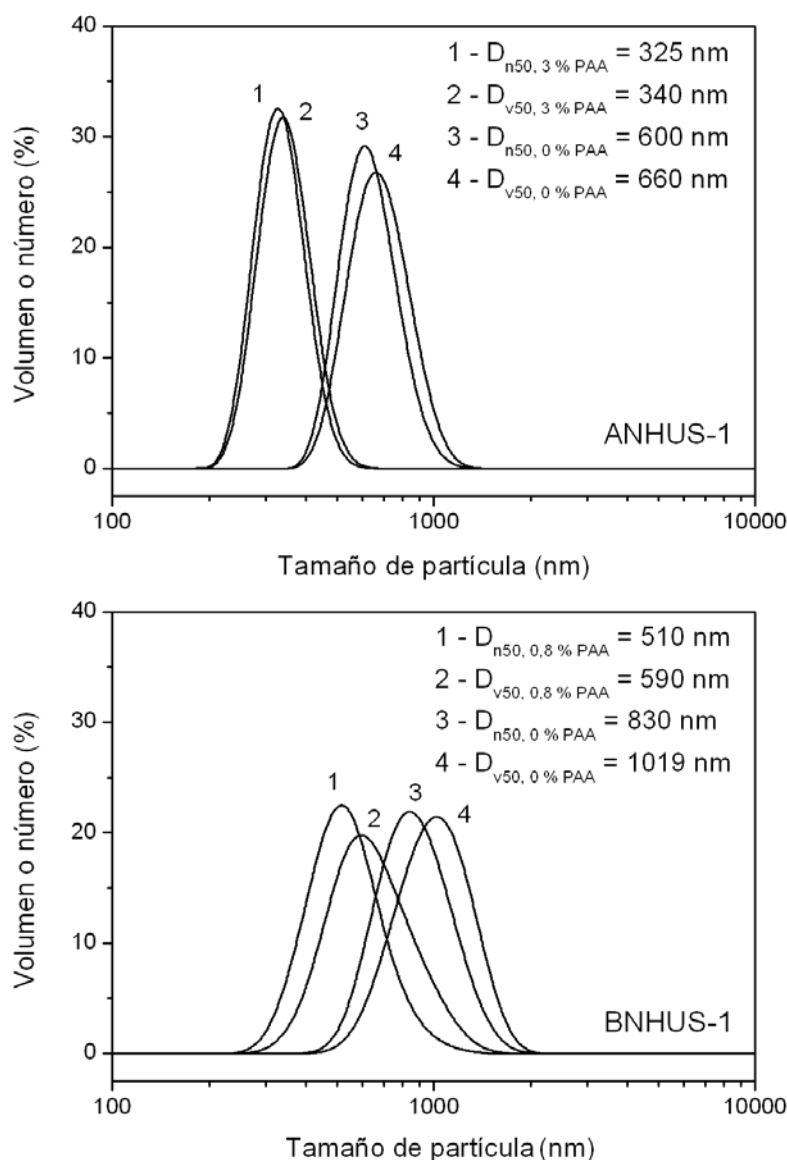 40
30
20
10
0
Volumen o número (%)
1 - Dn50, 3 % PAA = 325 nm
2 - Dv50, 3 % PAA = 340 nm
3 - Dn50, 0 % PAA = 600 nm
4 - Dv50, 0 % PAA = 660 nm
1
2
3
4
ANHUS-1
100
1000
10000
Tamaño de partícula (nm)
40
30
20
10
0
Volumen o número (%)
1 - Dn50, 0,8 % PAA = 510 nm
2 - Dv50, 0,8 % PAA = 590 nm
3 - Dn50, 0 % PAA = 830 nm
4 - Dv50, 0 % PAA = 1019 nm
1
2
3
4
BNHUS-1
100
1000
10000
Tamaño de partícula (nm)